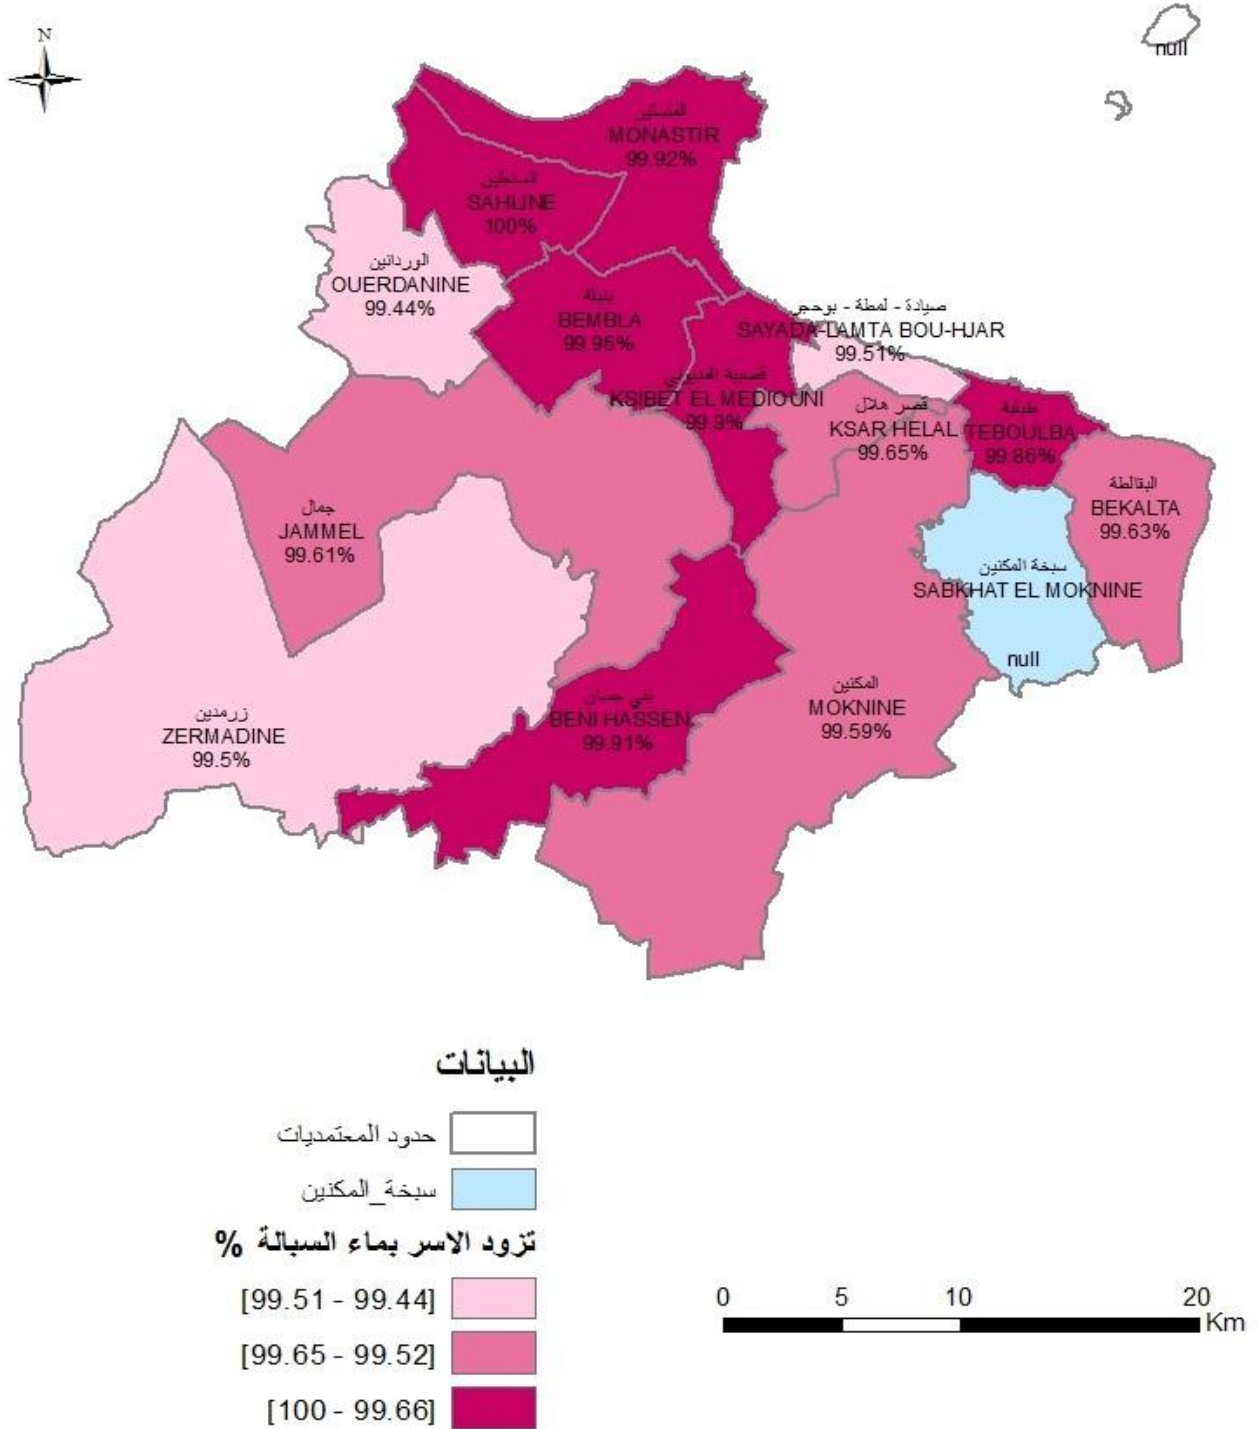 N
null
المنستير
MONASTIR
99.92%
الساحلين
SAHLINE
100%
الوردانين
OUERDANINE
99.44%
بنبلة
BEMBLA
99.96%
صيادة - لمطة - بوحجر
SAYADA-LAMTA BOU-HJAR
99.51%
قصيبة المديوني
KSIBET EL MEDIOUNI
99.9%
قصر هلال
KSAR HELAL
99.65%
طبلبة
TEBOULBA
99.86%
البقالطة
BEKALTA
99.63%
جمال
JAMMEL
99.61%
سبخة المكنين
SABKHAT EL MOKNINE
null
المكنين
MOKNINE
99.59%
بني حسان
BENI HASSEN
99.91%
زرمدين
ZERMADINE
99.5%
البيانات
حدود المعتمديات
سبخة_المكنين
تزود الاسر بماء السبالة %
[99.51 - 99.44]
[99.65 - 99.52]
[100 - 99.66]
0 5 10 20
Km